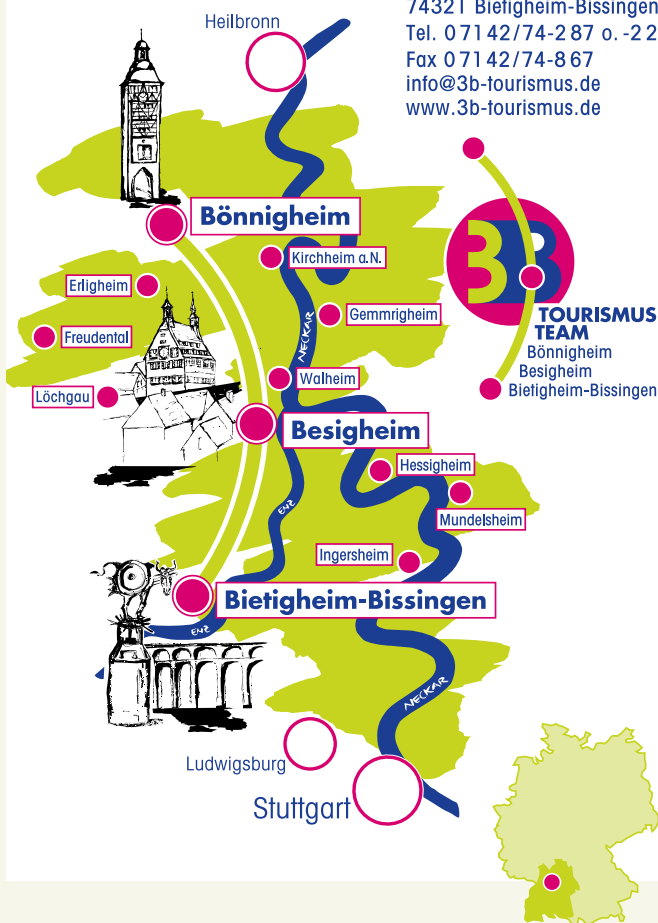 74321 Bietigheim-Bissingen
Tel. 07142/74-287 o. -22
Fax 07142/74-867
info@3b-tourismus.de
www.3b-tourismus.de
Heilbronn
Bönnigheim
Kirchheim a.N.
Erligheim
Gemmrigheim
NECKAR
Freudental
Walheim
Löchgau
Besigheim
Hessigheim
Mundelsheim
ENZ
Ingersheim
Bietigheim-Bissingen
ENZ
NECKAR
Ludwigsburg
Stuttgart
3B
TOURISMUS
TEAM
Bönnigheim
Besigheim
Bietigheim-Bissingen